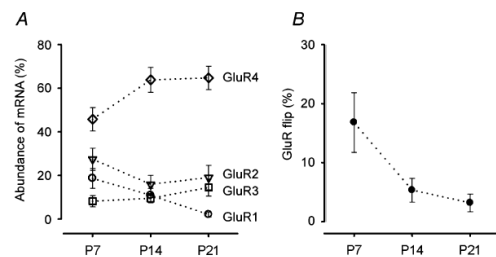 A
Abundance of mRNA (%)
80
60
40
20
0
P7 P14 P21
GluR4
GluR2
GluR3
GluR1
B
GluR flip (%)
30
20
10
0
P7 P14 P21